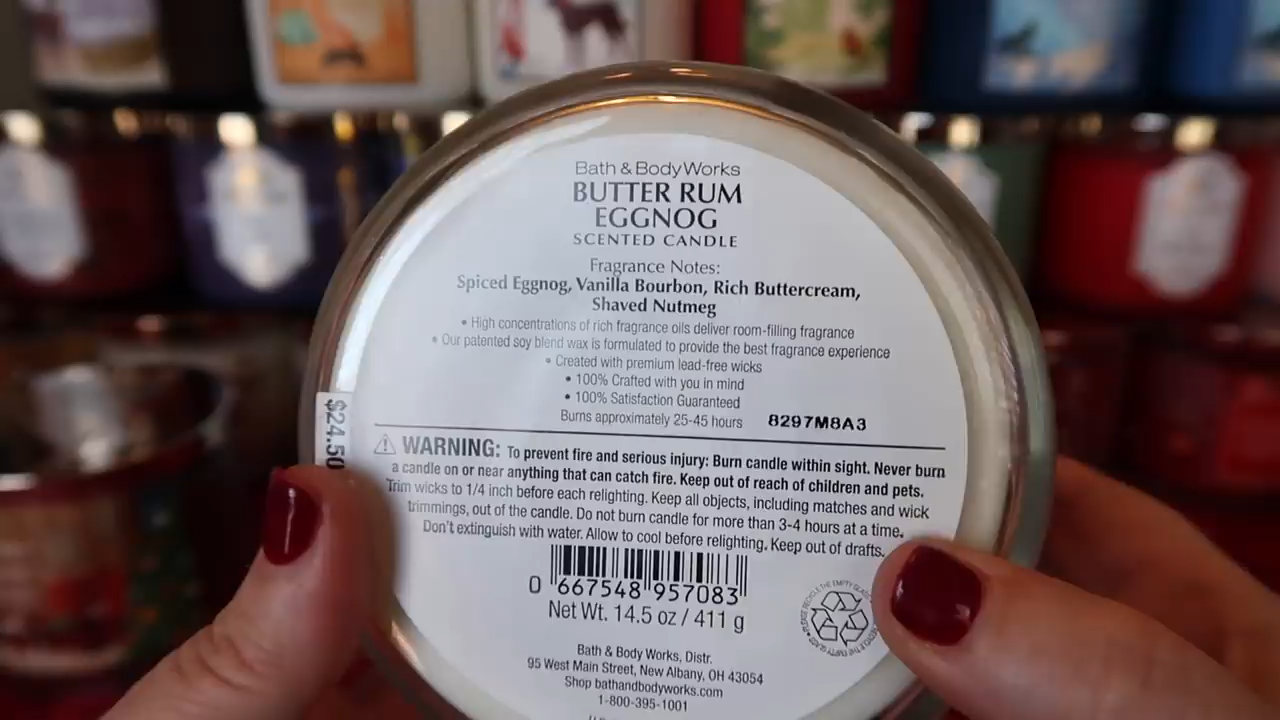 Bath & Body Works
BUTTER RUM
EGGNOG
SCENTED CANDLE
Fragrance Notes:
Spiced Eggnog, Vanilla Bourbon, Rich Buttercream,
Shaved Nutmeg
• High concentrations of rich fragrance oils deliver room-filling fragrance
• Our patented soy blend wax is formulated to provide the best fragrance experience
• Created with premium lead-free wicks
• 100% Crafted with you in mind
• 100% Satisfaction Guaranteed
Burns approximately 25-45 hours 8297M8A3
$24.50
WARNING: To prevent fire and serious injury: Burn candle within sight. Never burn
a candle on or near anything that can catch fire. Keep out of reach of children and pets.
Trim wicks to 1/4 inch before each relighting. Keep all objects, including matches and wick
trimmings, out of the candle. Do not burn candle for more than 3-4 hours at a time.
Don't extinguish with water. Allow to cool before relighting. Keep out of drafts.
0 667548 957083
Net Wt. 14.5 oz / 411 g
PLEASE RECYCLE THE EMPTY GLASS
Bath & Body Works, Distr.
95 West Main Street, New Albany, OH 43054
Shop bathandbodyworks.com
1-800-395-1001